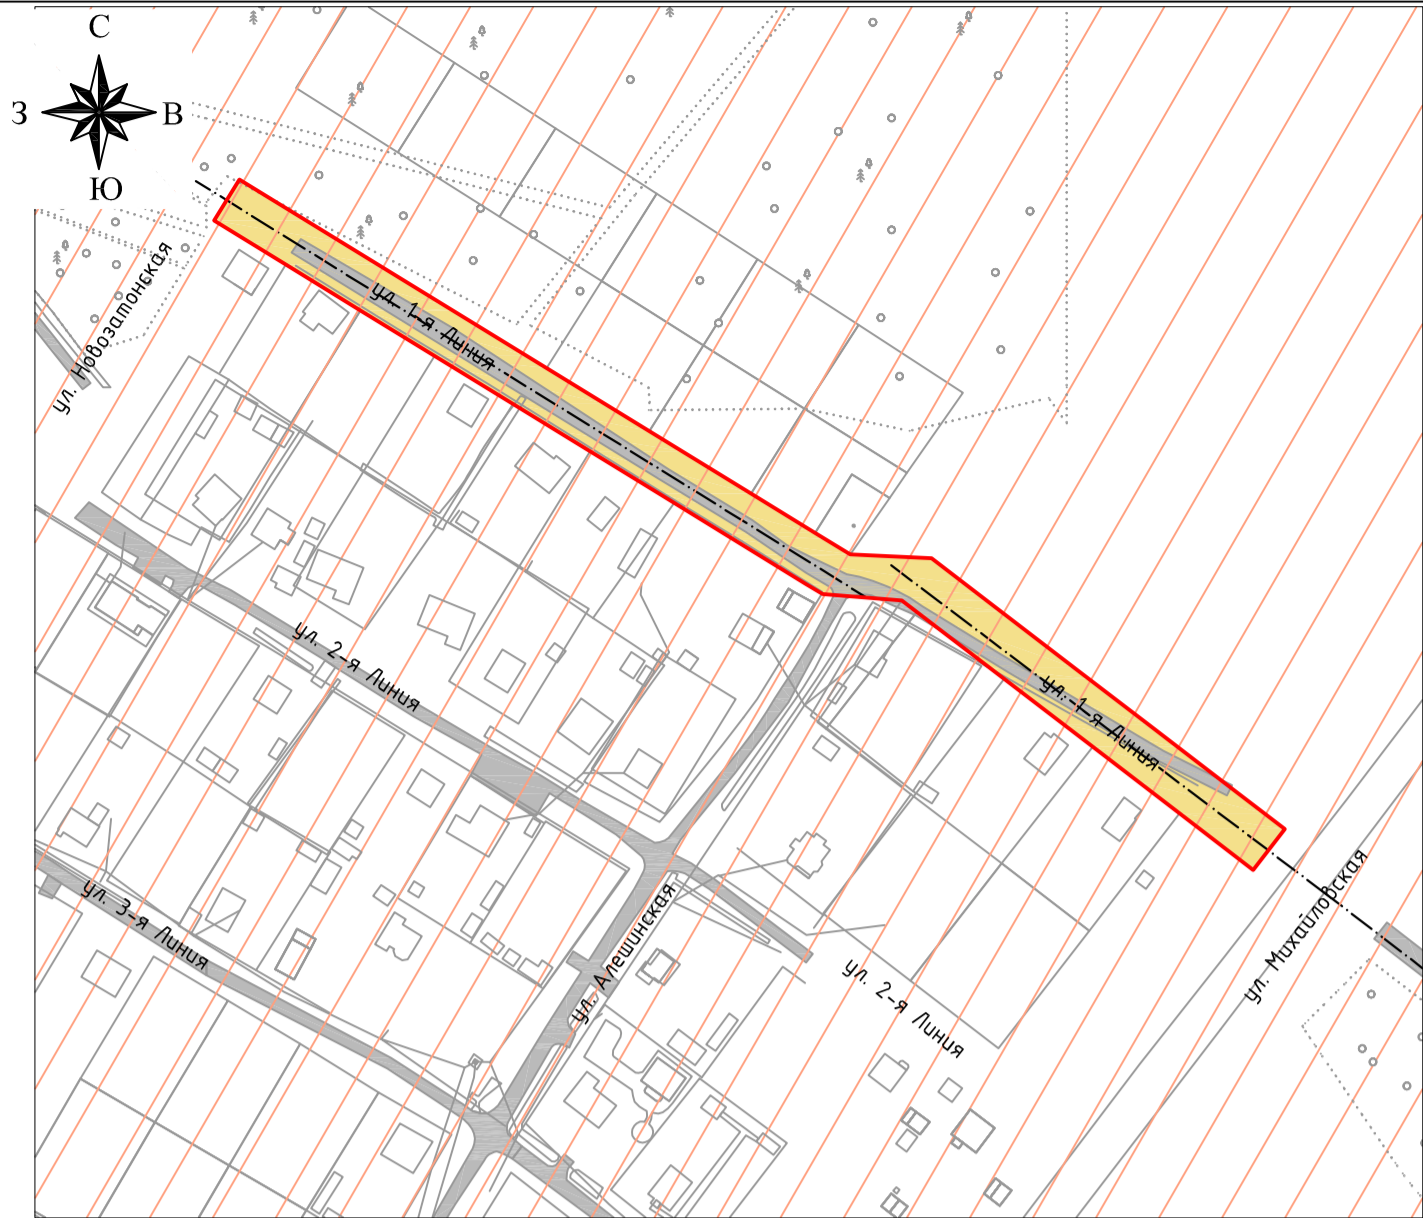 С
З
В
Ю
ул. Новозатонская
ул. 1-я Линия
ул. 2-я Линия
ул. 1-я Линия
ул. 3-я Линия
ул. Алешинская
ул. 2-я Линия
ул. Михайловская